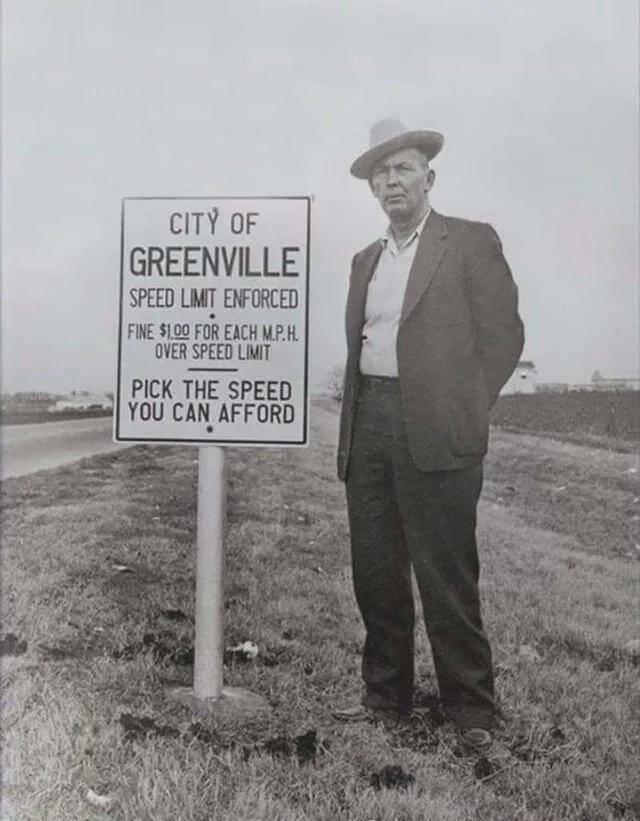 CITY OF
GREENVILLE
SPEED LIMIT ENFORCED
FINE $1.00 FOR EACH M.P.H.
OVER SPEED LIMIT
PICK THE SPEED
YOU CAN AFFORD